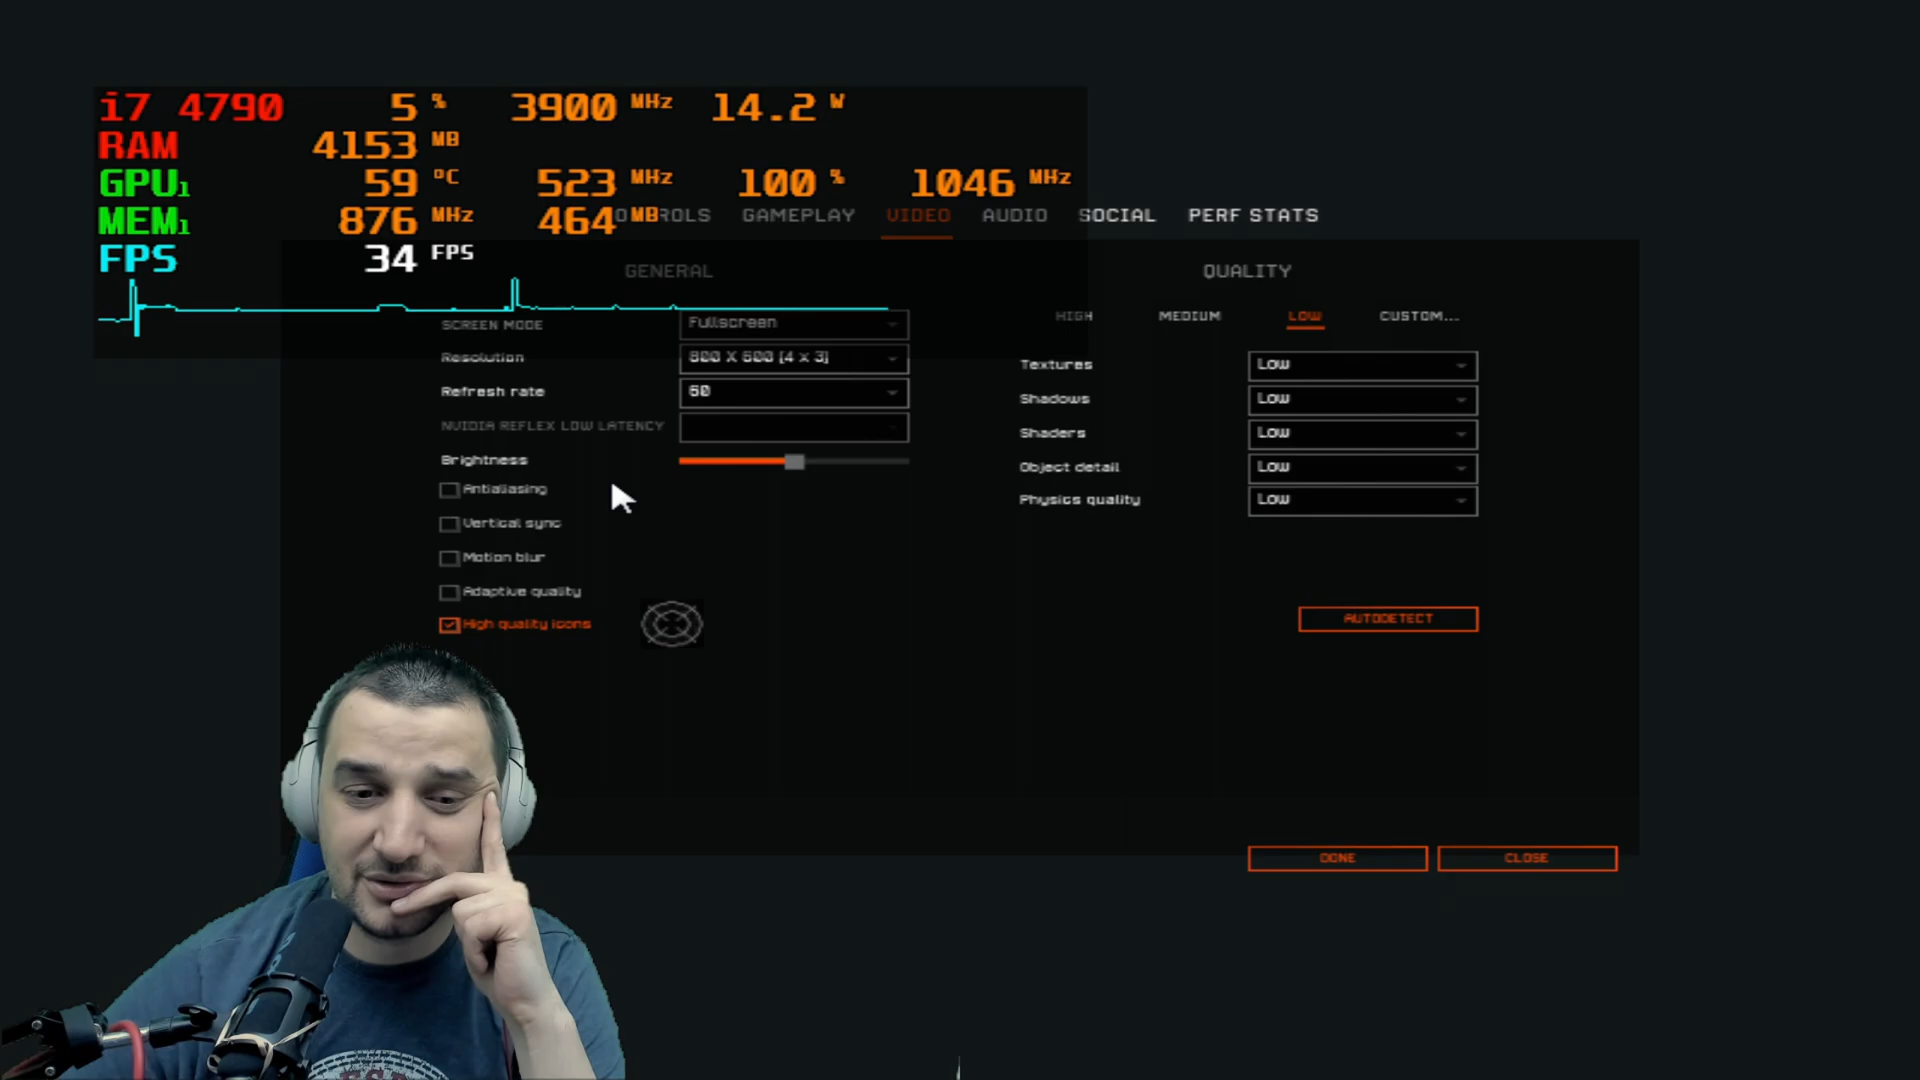 i7 4790 5 % 3900 MHz 14.2 W
RAM 4153 MB
GPU1 59 °C 523 MHz 100 % 1046 MHz
MEM1 876 MHz 464 MB
ROLS GAMEPLAY VIDEO AUDIO SOCIAL PERF STATS
FPS 34 FPS
GENERAL
SCREEN MODE Fullscreen
Resolution 800 X 600 [4 x 3]
Refresh rate 60
NVIDIA REFLEX LOW LATENCY
Brightness
Antialiasing
Vertical sync
Motion blur
Adaptive quality
High quality icons
QUALITY
HIGH MEDIUM LOW CUSTOM...
Textures Low
Shadows Low
Shaders Low
Object detail Low
Physics quality Low
AUTODETECT
DONE CLOSE